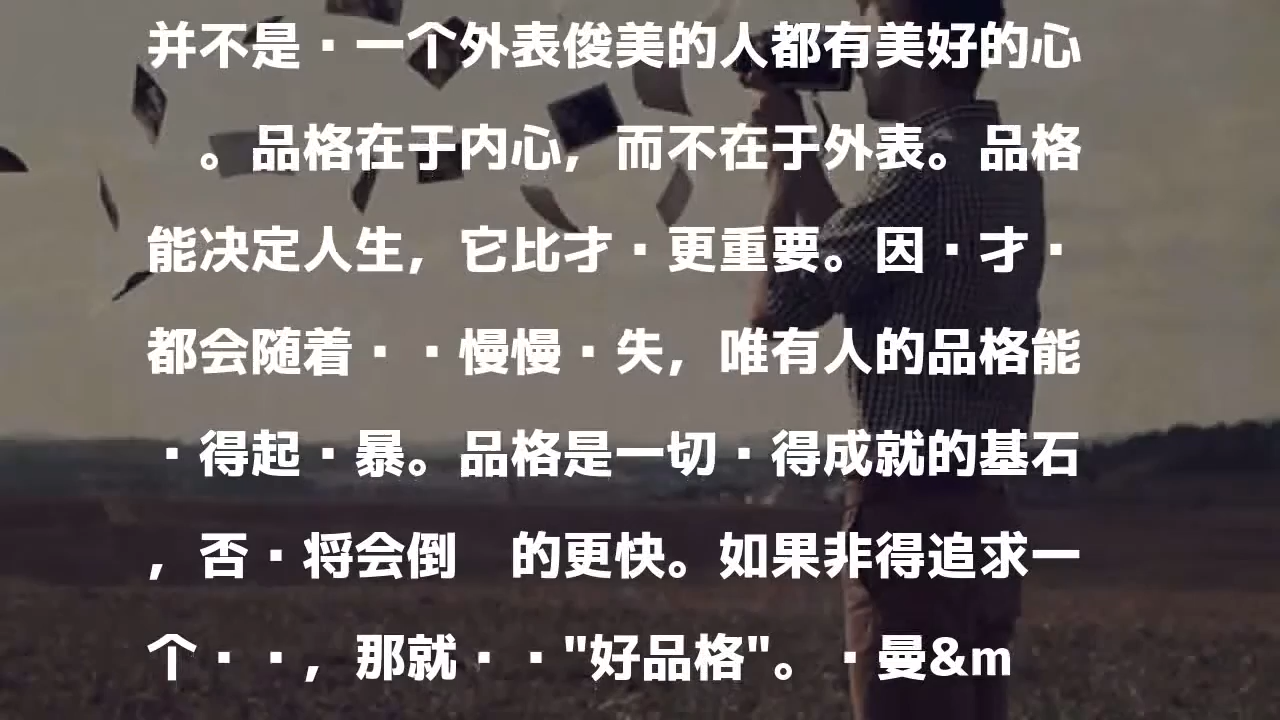 并不是·一个外表俊美的人都有美好的心
。品格在于内心，而不在于外表。品格
能决定人生，它比才·更重要。因·才·
都会随着··慢慢·失，唯有人的品格能
·得起·暴。品格是一切·得成就的基石
，否·将会倒　的更快。如果非得追求一
个··，那就··"好品格"。·曼&m